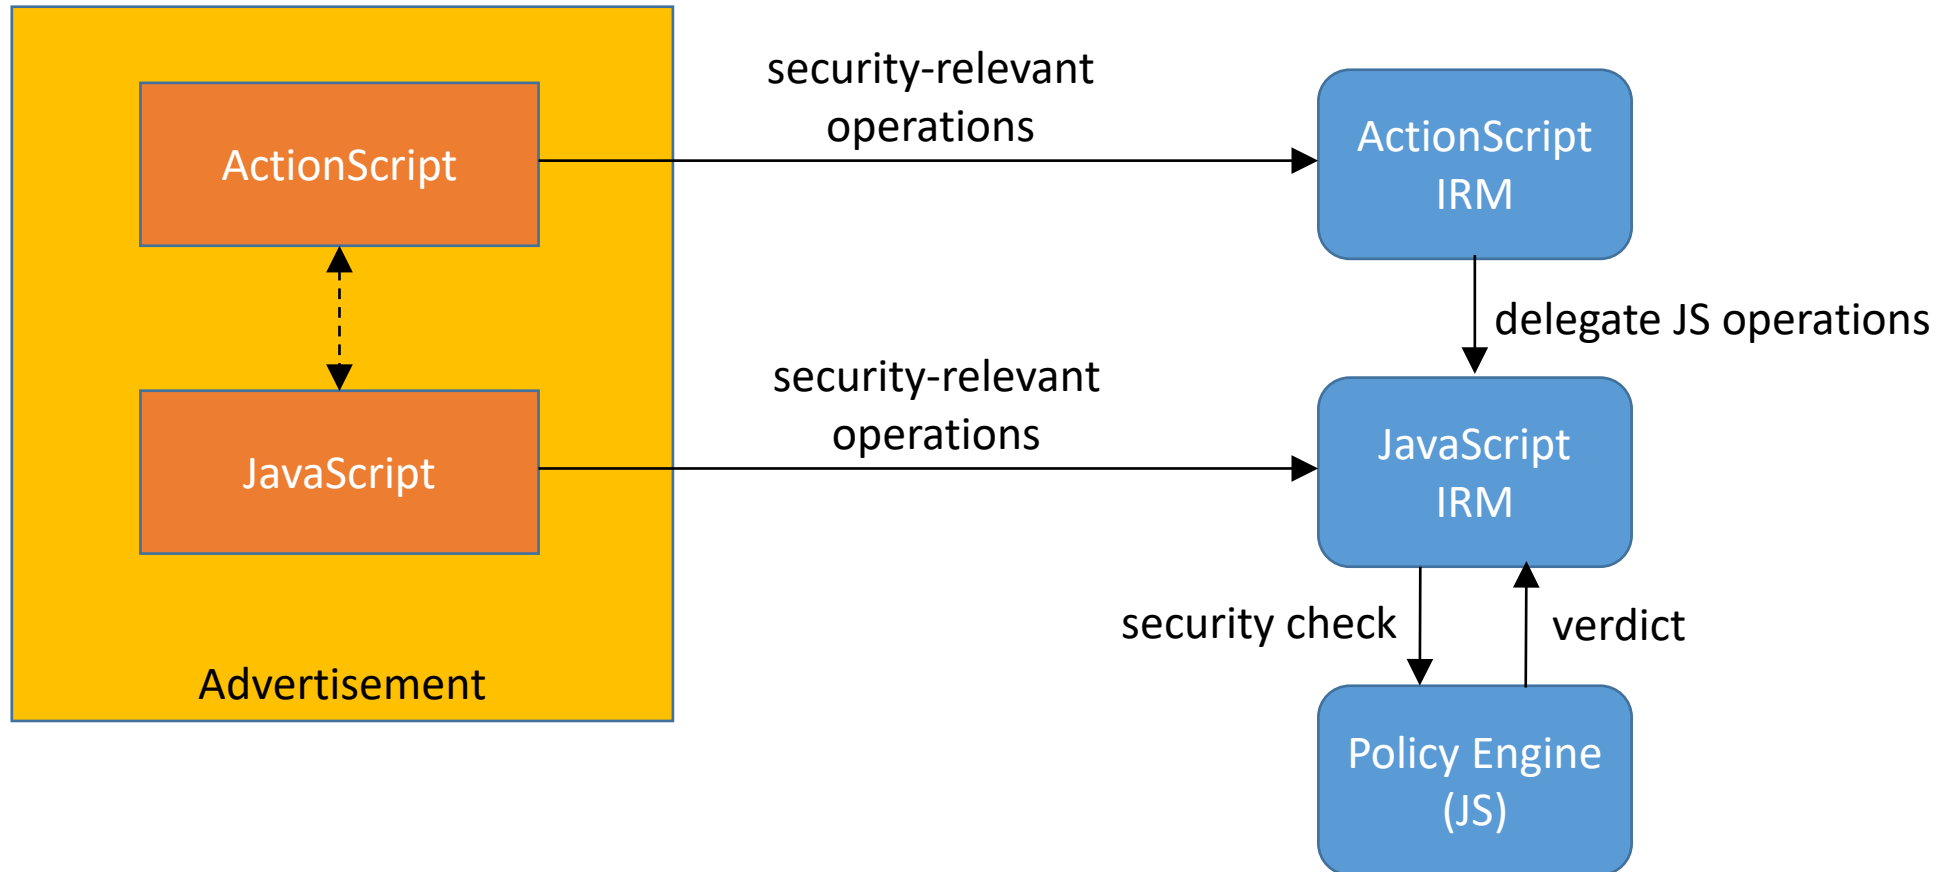 security-relevant
operations
ActionScript
ActionScript
IRM
delegate JS operations
security-relevant
operations
JavaScript
JavaScript
IRM
security check
verdict
Advertisement
Policy Engine
(JS)